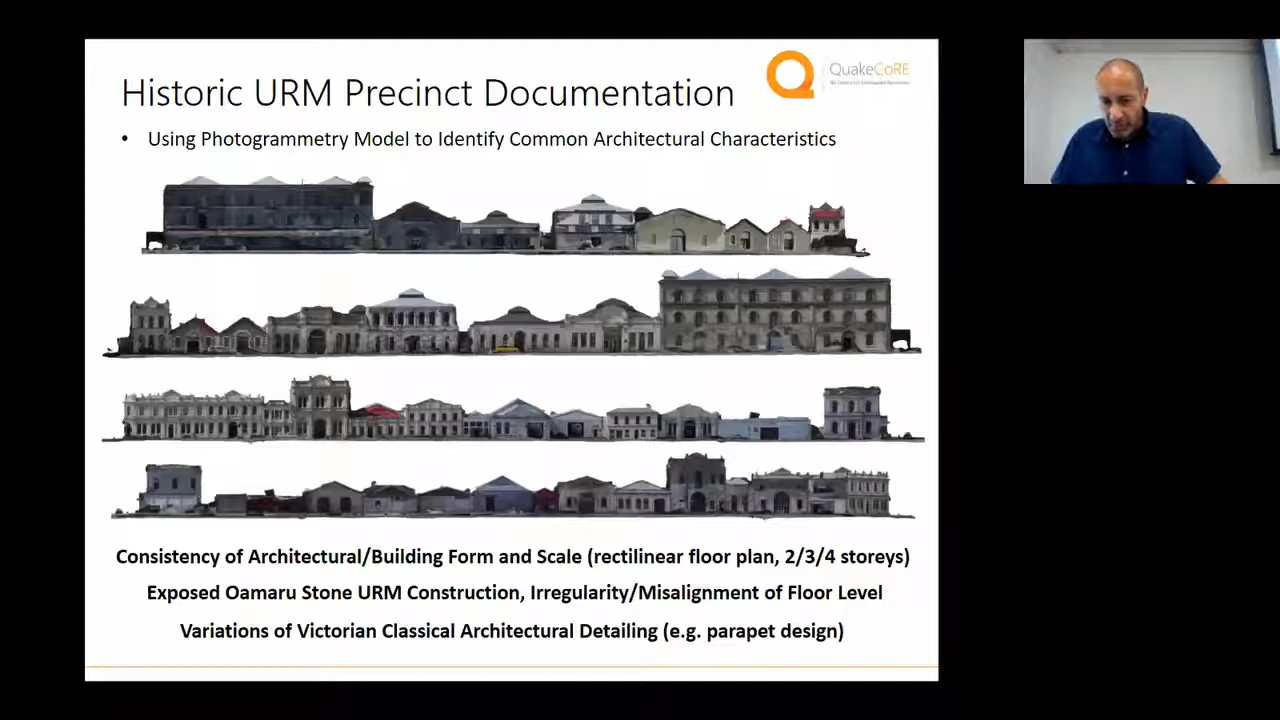 Historic URM Precinct Documentation
QuakeCoRE
• Using Photogrammetry Model to Identify Common Architectural Characteristics
Consistency of Architectural/Building Form and Scale (rectilinear floor plan, 2/3/4 storeys)
Exposed Oamaru Stone URM Construction, Irregularity/Misalignment of Floor Level
Variations of Victorian Classical Architectural Detailing (e.g. parapet design)